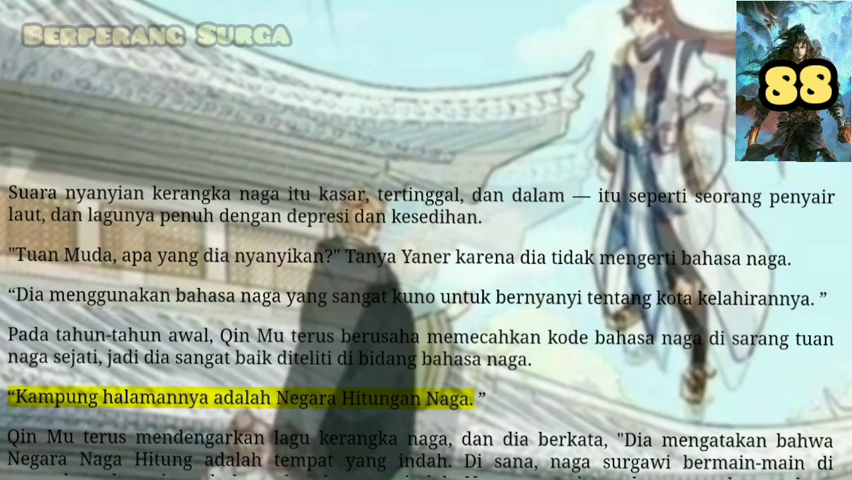 Berperang Surga
88
Suara nyanyian kerangka naga itu kasar, tertinggal, dan dalam — itu seperti seorang penyair
laut, dan lagunya penuh dengan depresi dan kesedihan.
"Tuan Muda, apa yang dia nyanyikan?" Tanya Yaner karena dia tidak mengerti bahasa naga.
“Dia menggunakan bahasa naga yang sangat kuno untuk bernyanyi tentang kota kelahirannya. ”
Pada tahun-tahun awal, Qin Mu terus berusaha memecahkan kode bahasa naga di sarang tuan
naga sejati, jadi dia sangat baik diteliti di bidang bahasa naga.
“Kampung halamannya adalah Negara Hitungan Naga. ”
Qin Mu terus mendengarkan lagu kerangka naga, dan dia berkata, "Dia mengatakan bahwa
Negara Naga Hitung adalah tempat yang indah. Di sana, naga surgawi bermain-main di